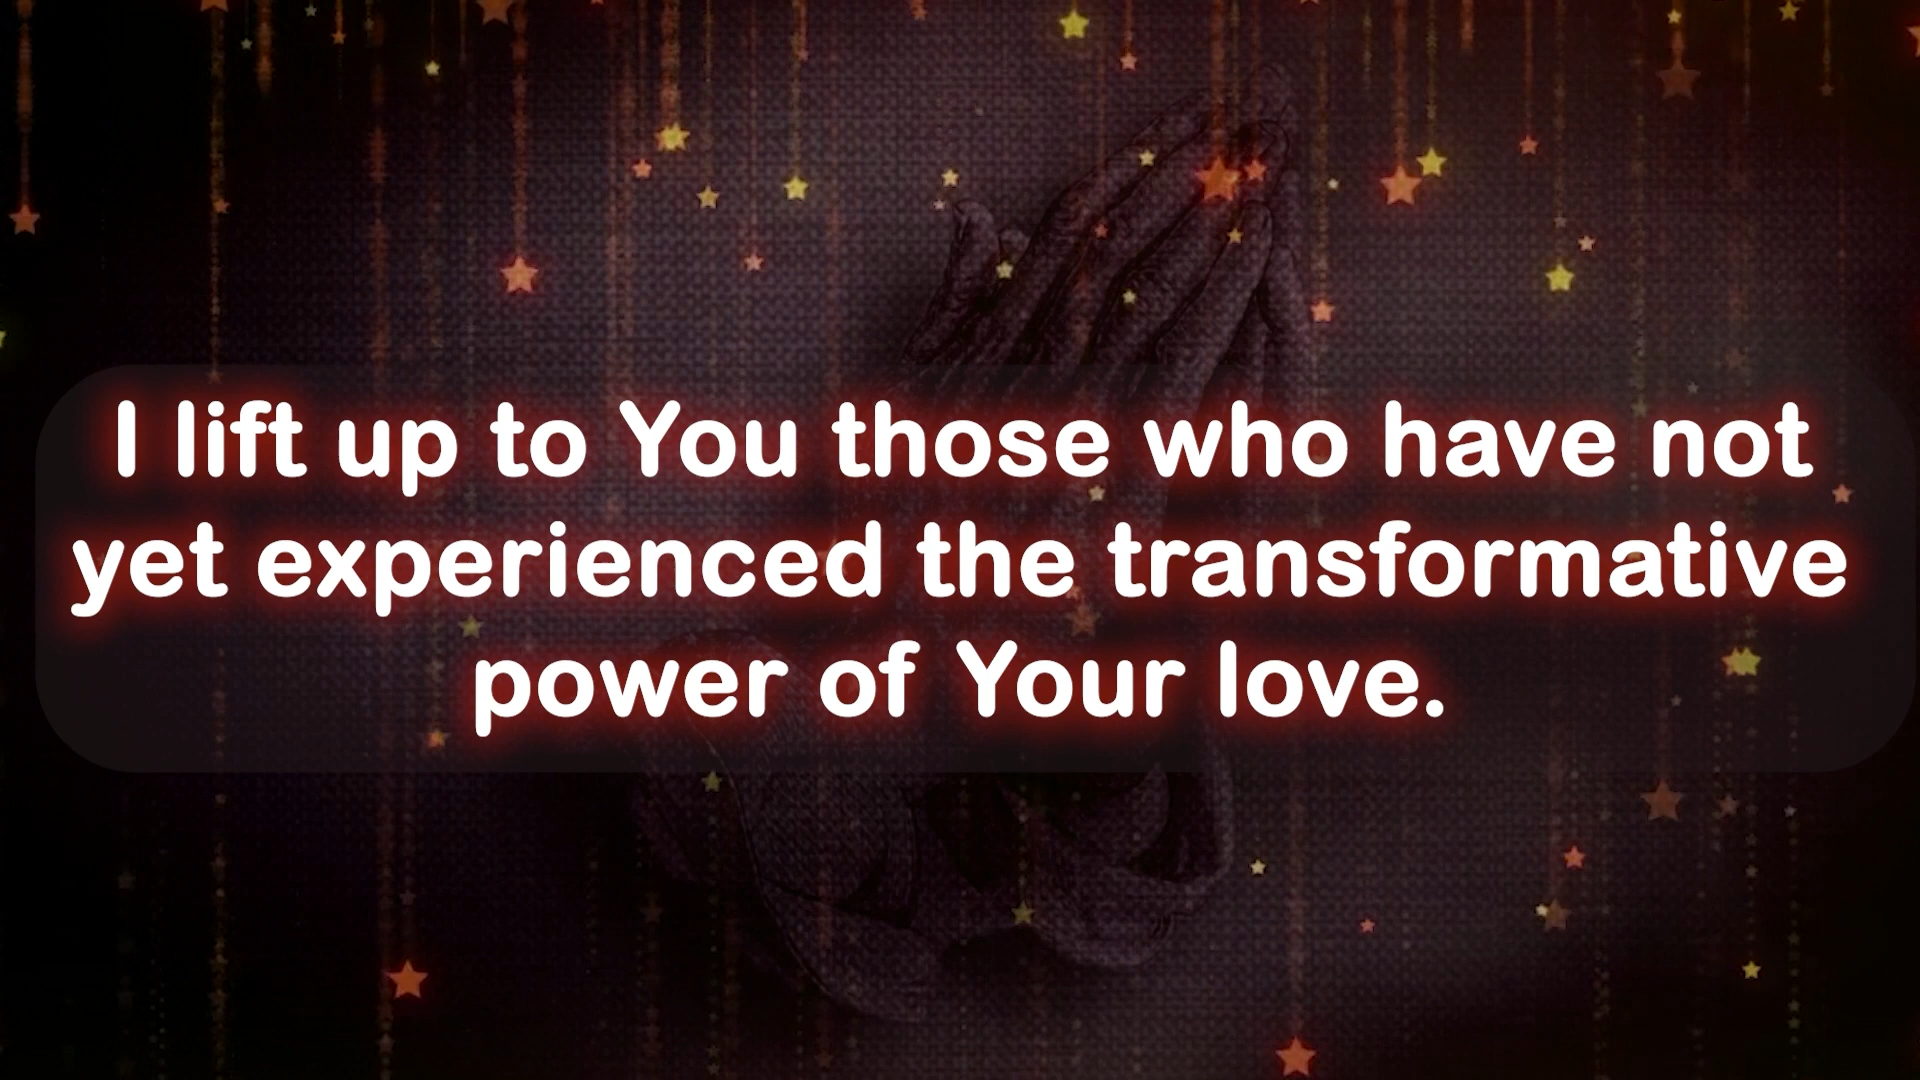 I lift up to You those who have not
yet experienced the transformative
power of Your love.